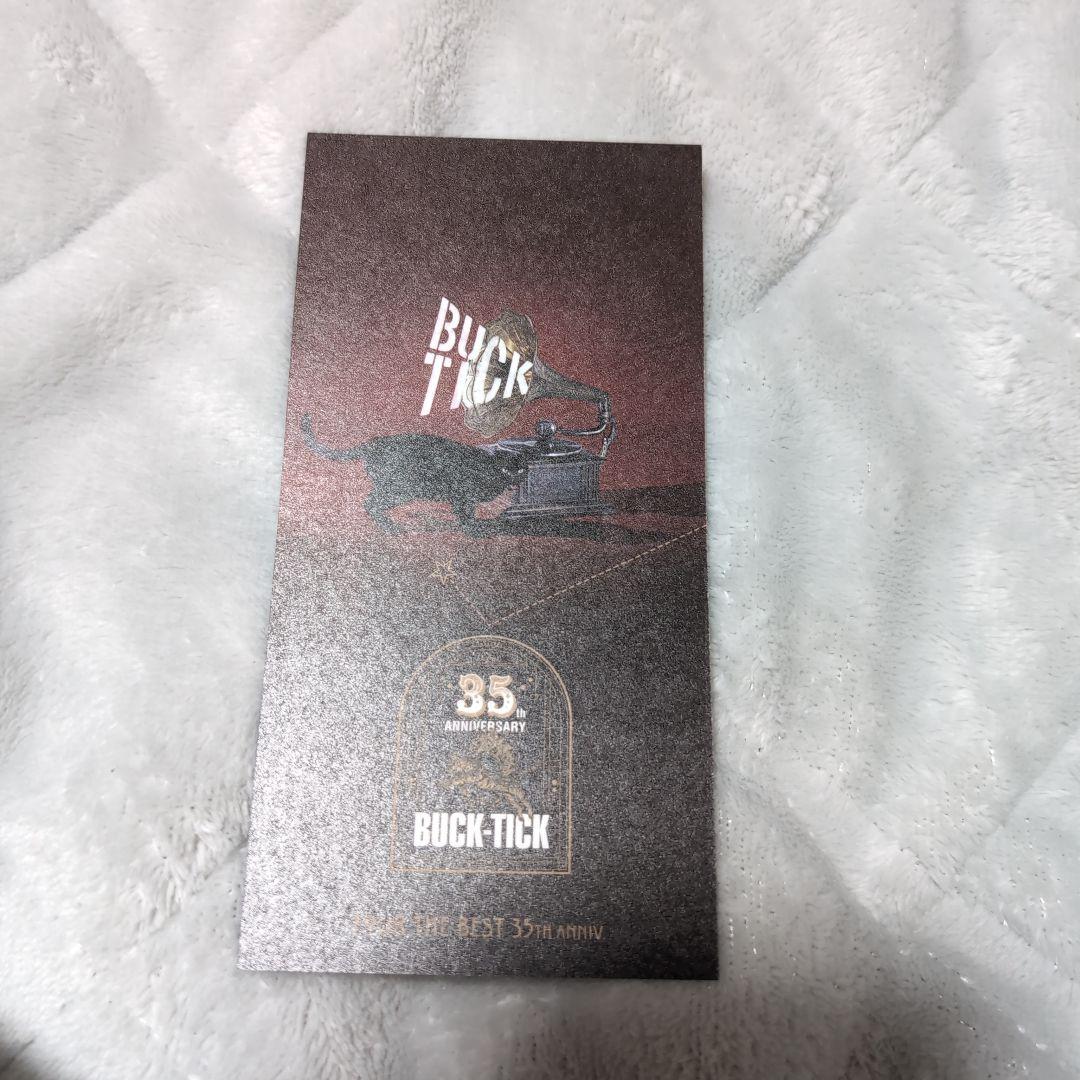 BUCK
TICK
35th
ANNIVERSARY
BUCK-TICK
TOUR THE BEST 35TH ANNIV.